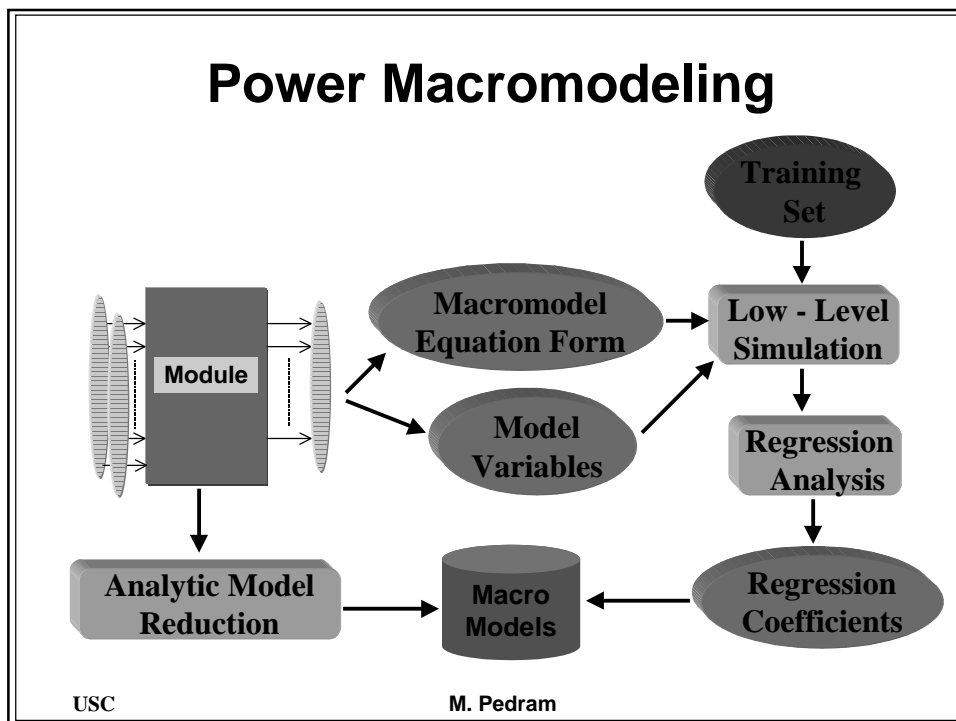 Power Macromodeling
Training
Set
Macromodel
Equation Form
Low - Level
Simulation
Module
Model
Variables
Regression
Analysis
Analytic Model
Reduction
Macro
Models
Regression
Coefficients
USC
M. Pedram